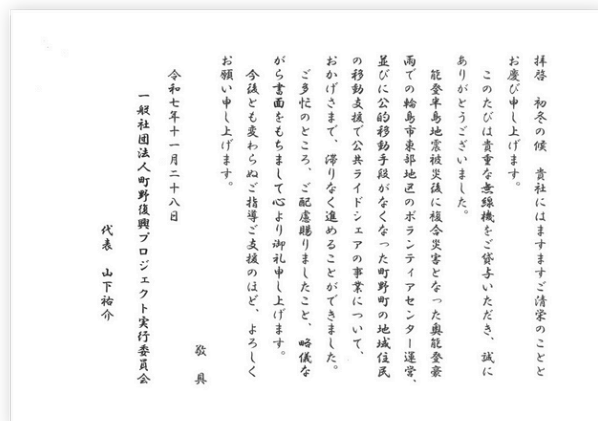 拝啓　初冬の候　貴社にはますますご清栄のことと
お慶び申し上げます。
このたびは貴重な無線機をご貸与いただき、誠に
ありがとうございました。
能登半島地震被災後に複合災害となった奥能登豪
雨での輪島市東部地区のボランティアセンター運営、
並びに公的移動手段がなくなった町野町の地域住民
の移動支援で公共ライドシェアの事業について、
おかげさまで、滞りなく進めることができました。
ご多忙のところ、ご配慮賜りましたこと、略儀な
がら書面をもちまして心より御礼申し上げます。
今後とも変わらぬご指導ご支援のほど、よろしく
お願い申し上げます。
敬具
令和七年十一月二十八日
一般社団法人町野復興プロジェクト実行委員会
代表　山下祐介